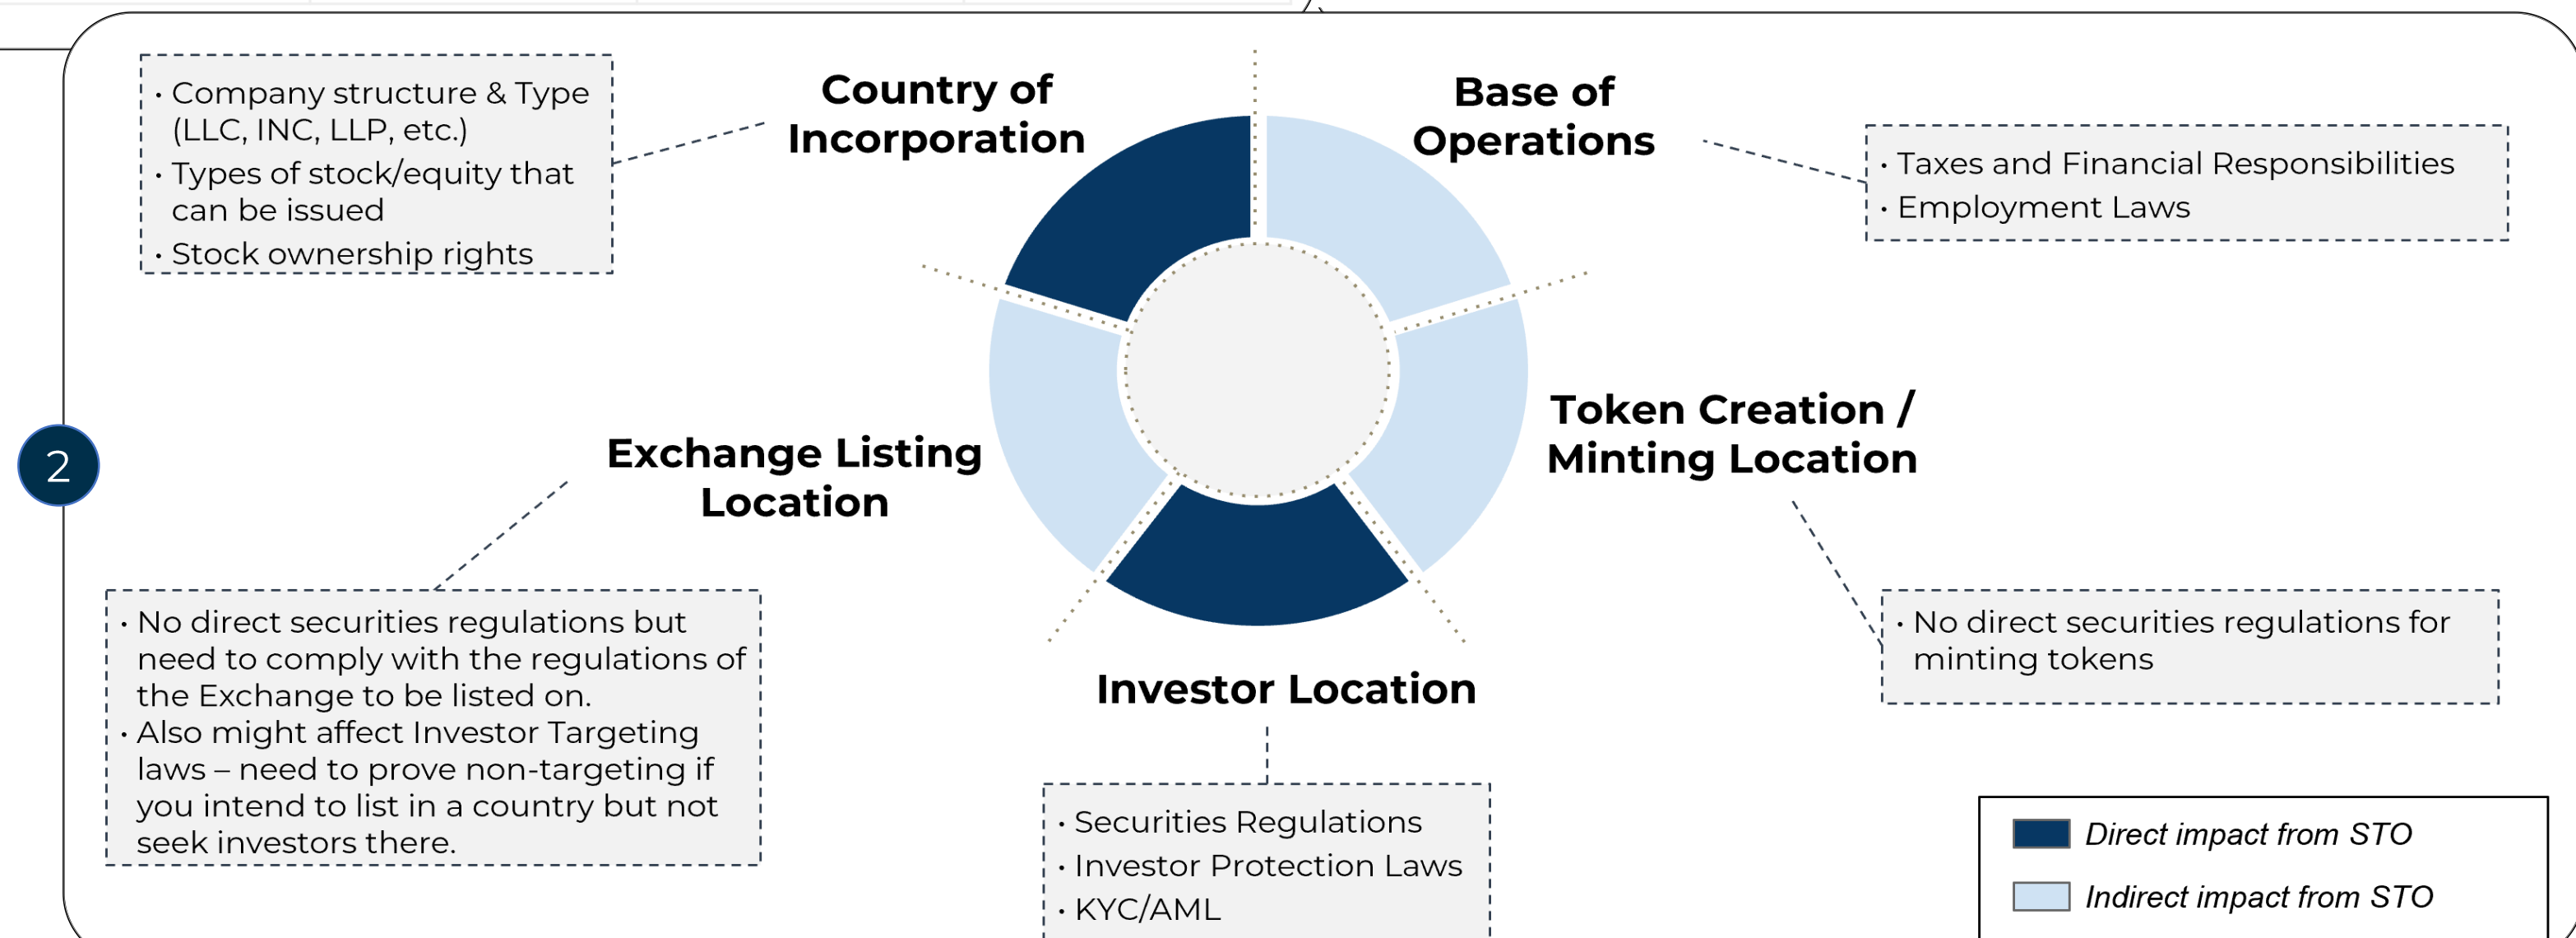 Country of
Incorporation
• Company structure & Type
(LLC, INC, LLP, etc.)
• Types of stock/equity that
can be issued
• Stock ownership rights
Base of
Operations
• Taxes and Financial Responsibilities
• Employment Laws
2
Exchange Listing
Location
• No direct securities regulations but
need to comply with the regulations of
the Exchange to be listed on.
• Also might affect Investor Targeting
laws – need to prove non-targeting if
you intend to list in a country but not
seek investors there.
Token Creation /
Minting Location
• No direct securities regulations for
minting tokens
Investor Location
• Securities Regulations
• Investor Protection Laws
• KYC/AML
Direct impact from STO
Indirect impact from STO